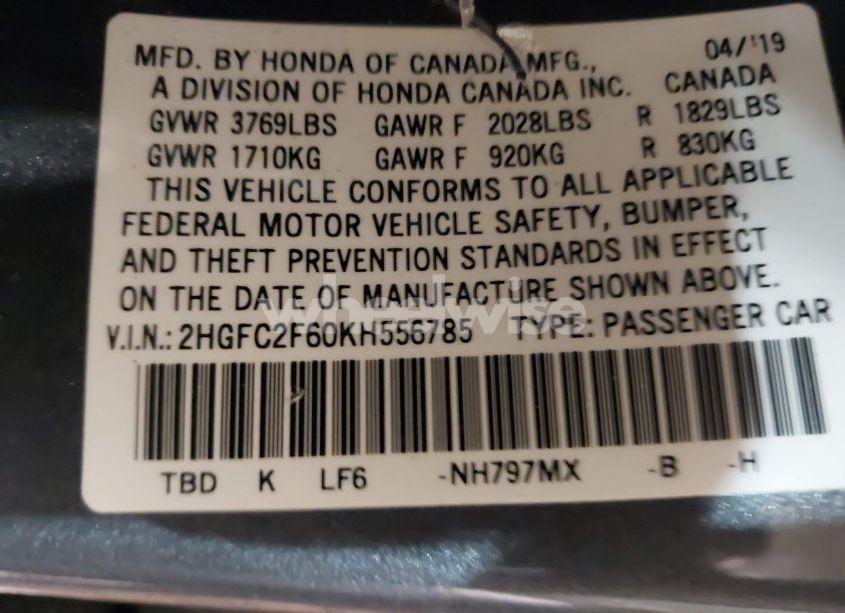 MFD. BY HONDA OF CANADA MFG., 04/'19
A DIVISION OF HONDA CANADA INC. CANADA
GVWR 3769LBS GAWR F 2028LBS R 1829LBS
GVWR 1710KG GAWR F 920KG R 830KG
THIS VEHICLE CONFORMS TO ALL APPLICABLE
FEDERAL MOTOR VEHICLE SAFETY, BUMPER,
AND THEFT PREVENTION STANDARDS IN EFFECT
ON THE DATE OF MANUFACTURE SHOWN ABOVE.
wheelwise
V.I.N.: 2HGFC2F60KH556785 TYPE: PASSENGER CAR
TBD K LF6 -NH797MX -B -H